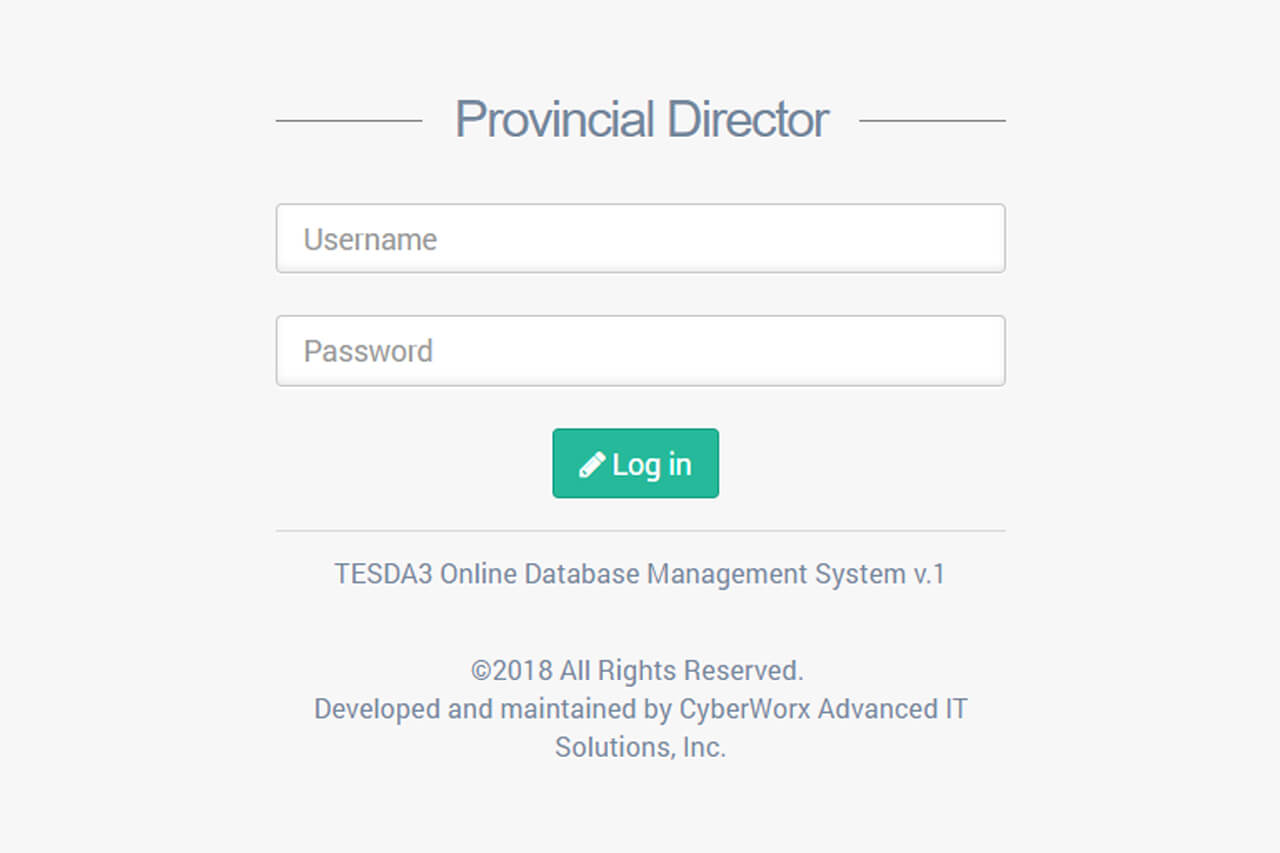 Provincial Director
Username
Password
Log in
TESDA3 Online Database Management System v.1
©2018 All Rights Reserved.
Developed and maintained by CyberWorx Advanced IT
Solutions, Inc.